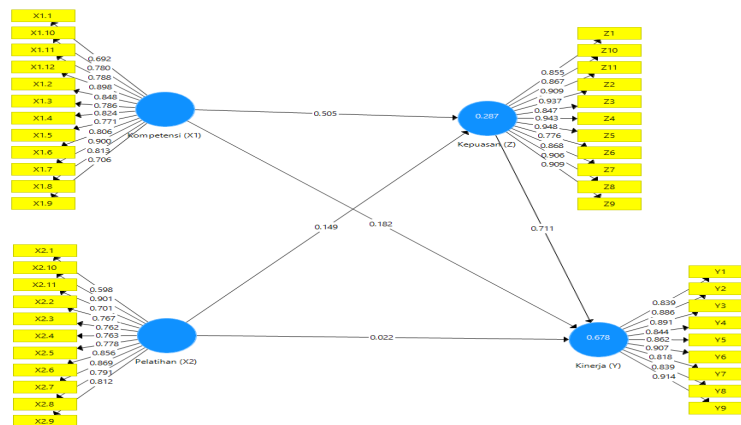 X1.1
X1.10
X1.11
X1.12
X1.2
X1.3
X1.4
X1.5
X1.6
X1.7
X1.8
X1.9
0.692
0.780
0.788
0.898
0.848
0.786
0.824
0.771
0.806
0.900
0.813
0.706
Kompetensi (X1)
0.505
0.287
Kepuasan (Z)
0.855
0.867
0.909
0.937
0.847
0.943
0.948
0.776
0.868
0.906
0.909
Z1
Z10
Z11
Z2
Z3
Z4
Z5
Z6
Z7
Z8
Z9
0.149
0.182
0.711
X2.1
X2.10
X2.11
X2.2
X2.3
X2.4
X2.5
X2.6
X2.7
X2.8
X2.9
0.598
0.901
0.701
0.767
0.762
0.763
0.778
0.856
0.869
0.791
0.812
Pelatihan (X2)
0.022
0.678
Kinerja (Y)
0.839
0.886
0.891
0.844
0.862
0.907
0.818
0.839
0.914
Y1
Y2
Y3
Y4
Y5
Y6
Y7
Y8
Y9